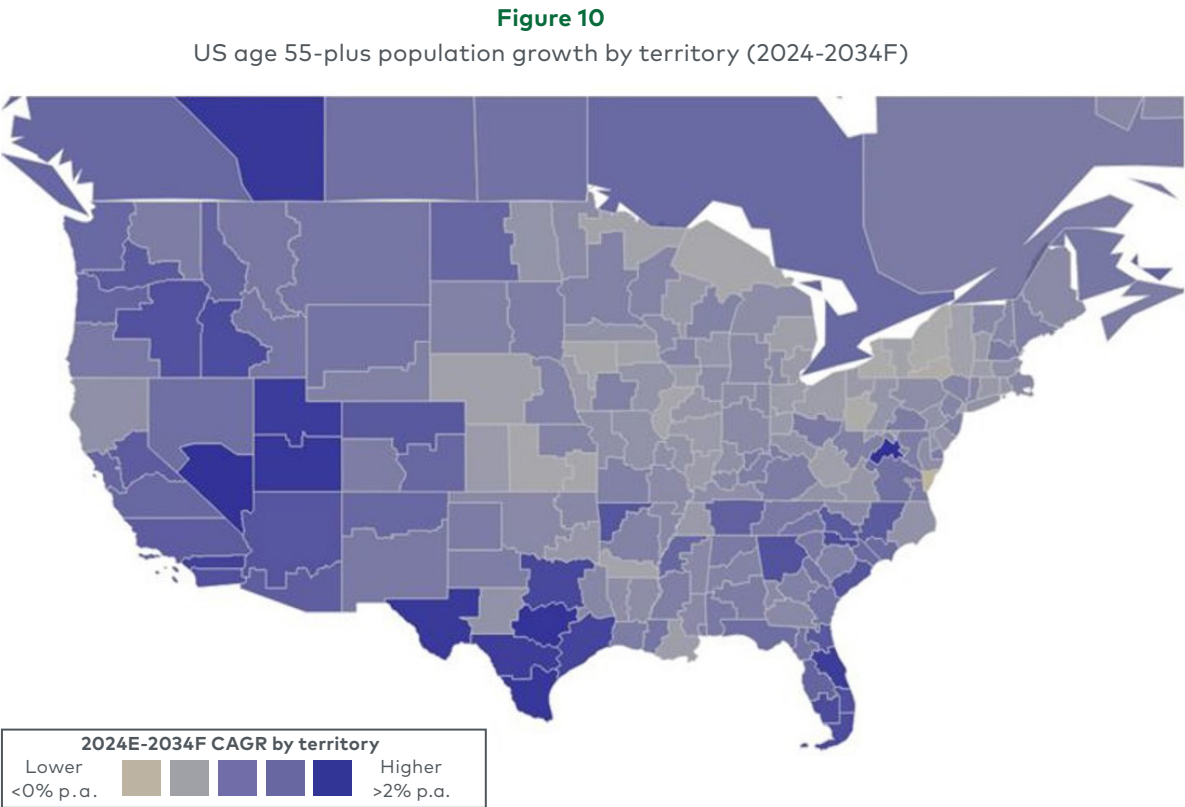 Figure 10
US age 55-plus population growth by territory (2024-2034F)
2024E-2034F CAGR by territory
Lower
<0% p.a.
Higher
>2% p.a.